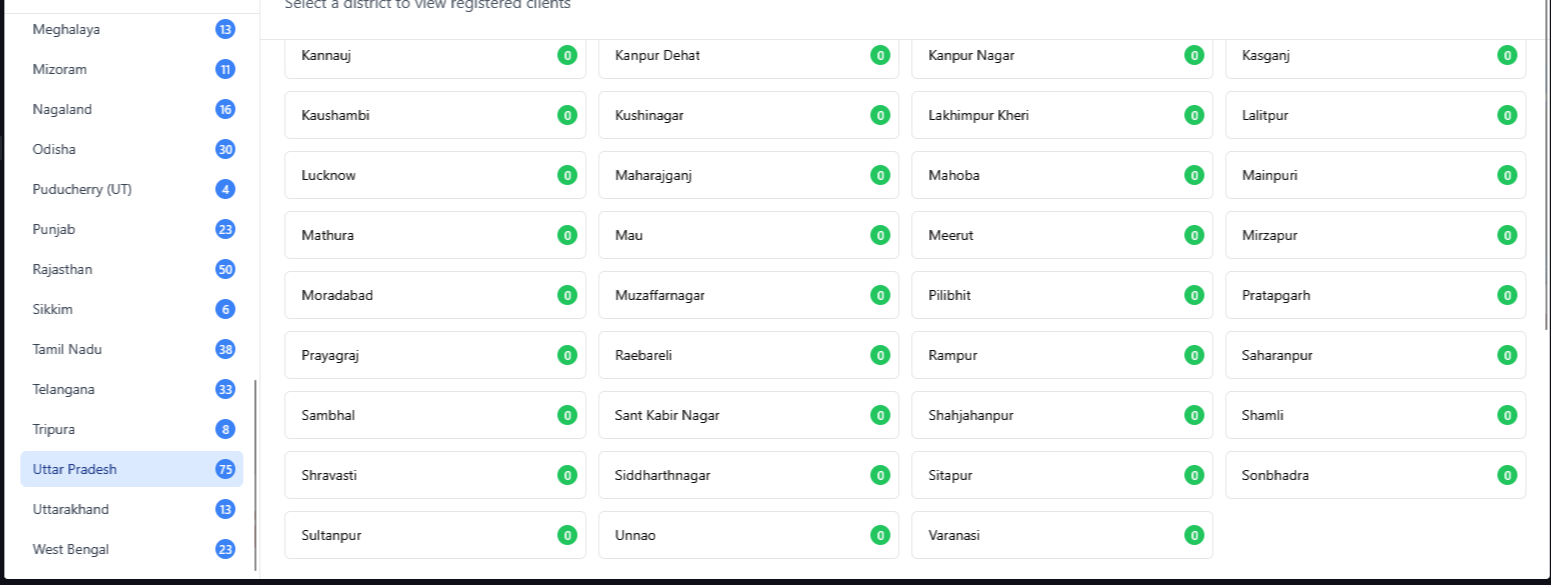 Select a district to view registered clients
Meghalaya 13
Mizoram 11
Nagaland 16
Odisha 30
Puducherry (UT) 4
Punjab 23
Rajasthan 50
Sikkim 6
Tamil Nadu 38
Telangana 33
Tripura 8
Uttar Pradesh 75
Uttarakhand 13
West Bengal 23
Kannauj 0 Kanpur Dehat 0 Kanpur Nagar 0 Kasganj 0
Kaushambi 0 Kushinagar 0 Lakhimpur Kheri 0 Lalitpur 0
Lucknow 0 Maharajganj 0 Mahoba 0 Mainpuri 0
Mathura 0 Mau 0 Meerut 0 Mirzapur 0
Moradabad 0 Muzaffarnagar 0 Pilibhit 0 Pratapgarh 0
Prayagraj 0 Raebareli 0 Rampur 0 Saharanpur 0
Sambhal 0 Sant Kabir Nagar 0 Shahjahanpur 0 Shamli 0
Shravasti 0 Siddharthnagar 0 Sitapur 0 Sonbhadra 0
Sultanpur 0 Unnao 0 Varanasi 0